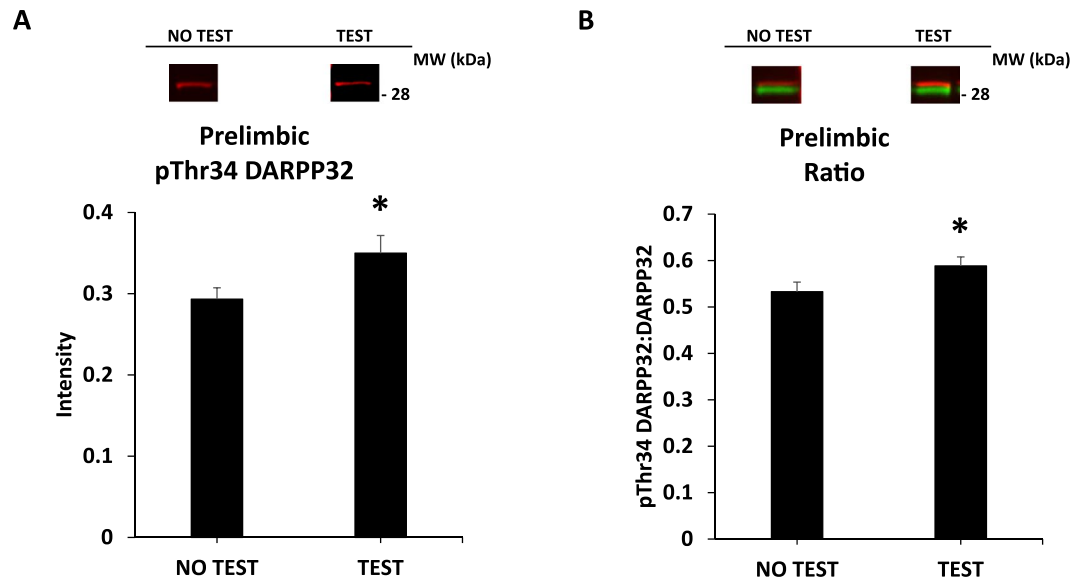 A
NO TEST TEST
MW (kDa)
- 28
Prelimbic
pThr34 DARPP32
*
0.4
0.3
0.2
0.1
0
Intensity
NO TEST TEST
B
NO TEST TEST
MW (kDa)
- 28
Prelimbic
Ratio
*
0.7
0.6
0.5
0.4
0.3
0.2
0.1
0
pThr34 DARPP32:DARPP32
NO TEST TEST